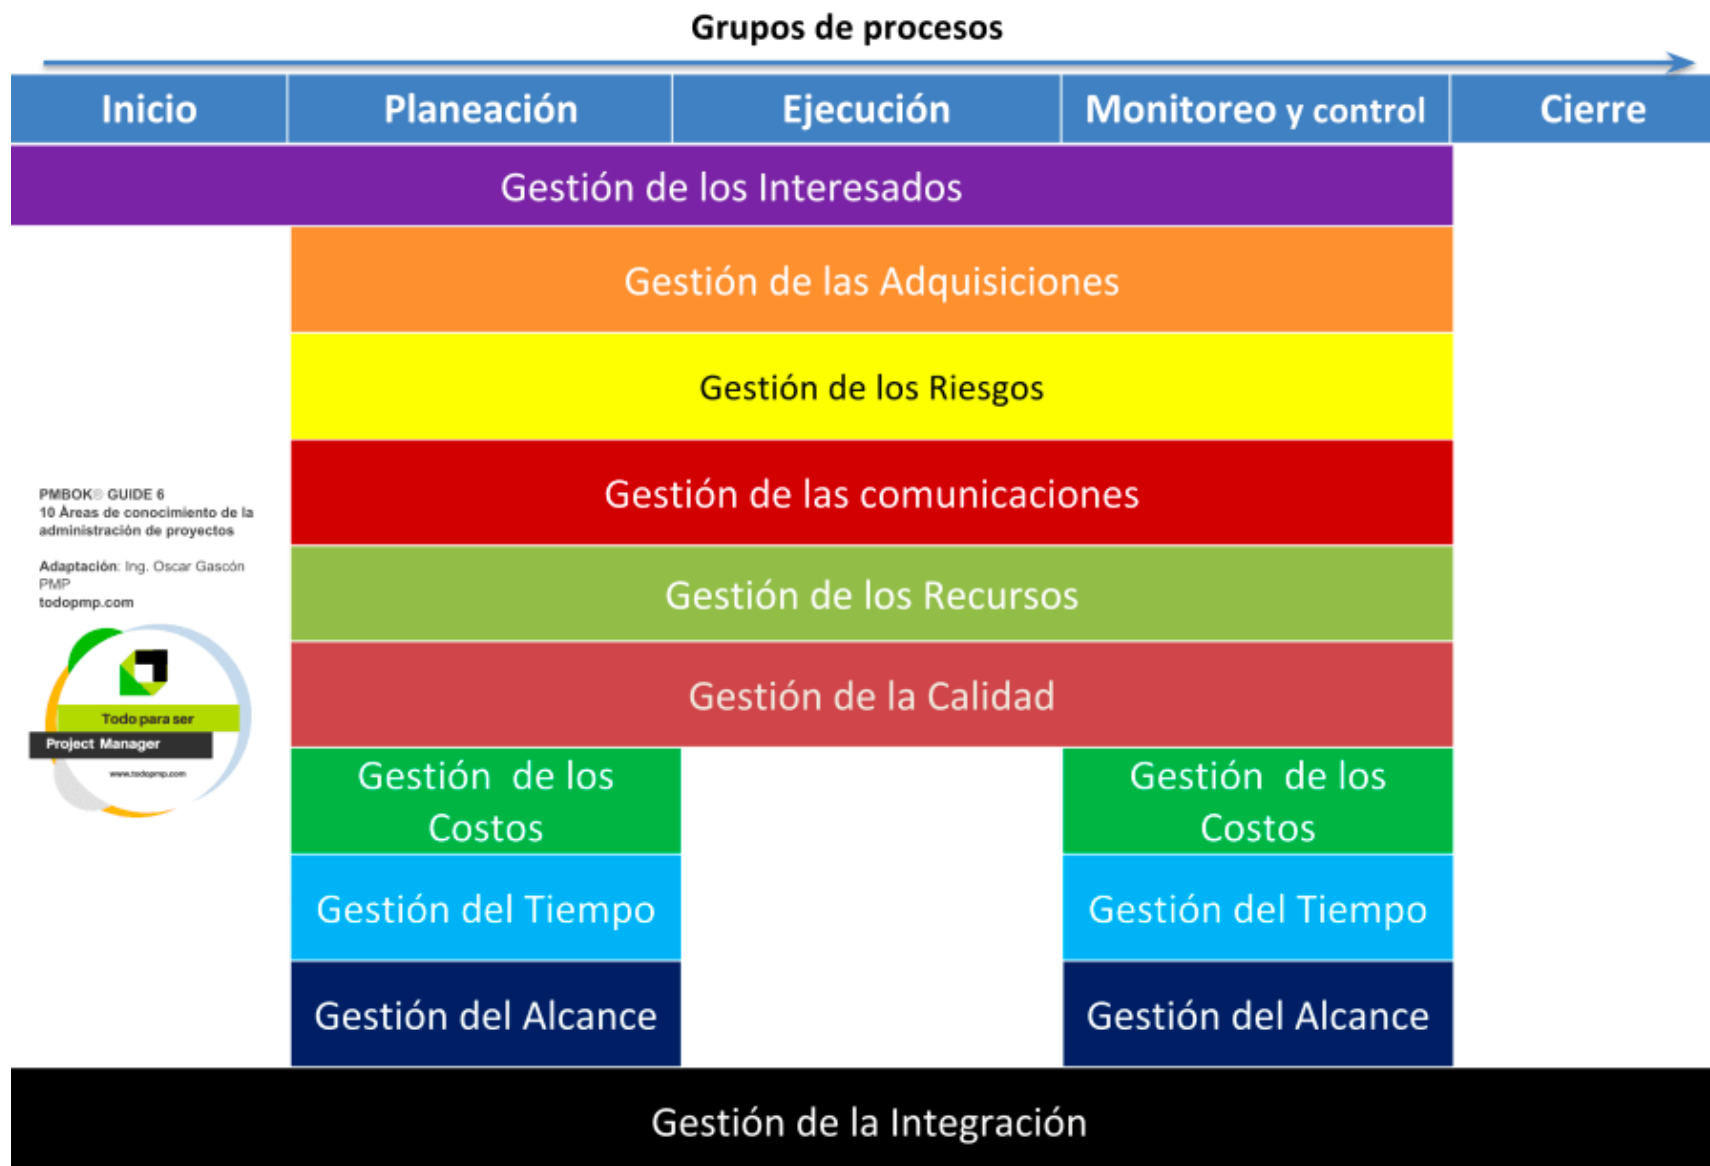 Grupos de procesos
Inicio
Planeación
Ejecución
Monitoreo y control
Cierre
Gestión de los Interesados
Gestión de las Adquisiciones
Gestión de los Riesgos
Gestión de las comunicaciones
PMBOK® GUIDE 6
10 Àreas de conocimiento de la
administración de proyectos
Adaptación: Ing. Oscar Gascón
PMP
todopmp.com
Gestión de los Recursos
Gestión de la Calidad
Todo para ser
Project Manager
www.todopmp.com
Gestión de los
Costos
Gestión de los
Costos
Gestión del Tiempo
Gestión del Tiempo
Gestión del Alcance
Gestión del Alcance
Gestión de la Integración